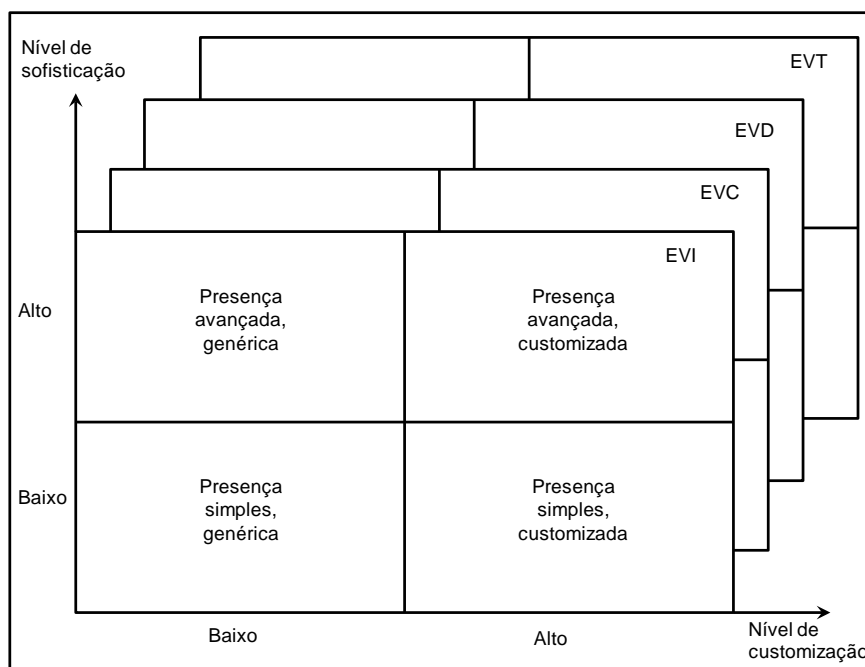 Nível de
sofisticação
EVT
EVD
EVC
EVI
Alto
Presença
avançada,
genérica
Presença
avançada,
customizada
Baixo
Presença
simples,
genérica
Presença
simples,
customizada
Baixo
Alto
Nível de
customização